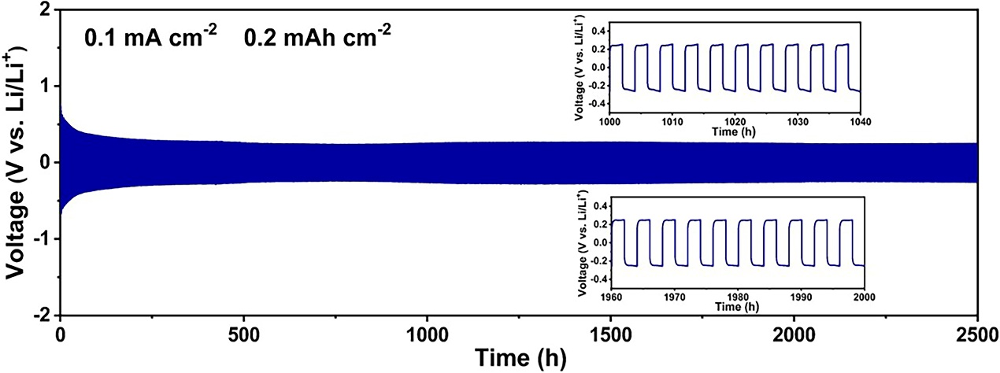 Voltage (V vs. Li/Li⁺)
2
1
0
-1
-2
0.1 mA cm⁻² 0.2 mAh cm⁻²
Voltage (V vs. Li/Li⁺)
0.4
0.2
0.0
-0.2
-0.4
1000 1010 1020 1030 1040
Time (h)
Voltage (V vs. Li/Li⁺)
0.4
0.2
0.0
-0.2
-0.4
1960 1970 1980 1990 2000
Time (h)
0 500 1000 1500 2000 2500
Time (h)